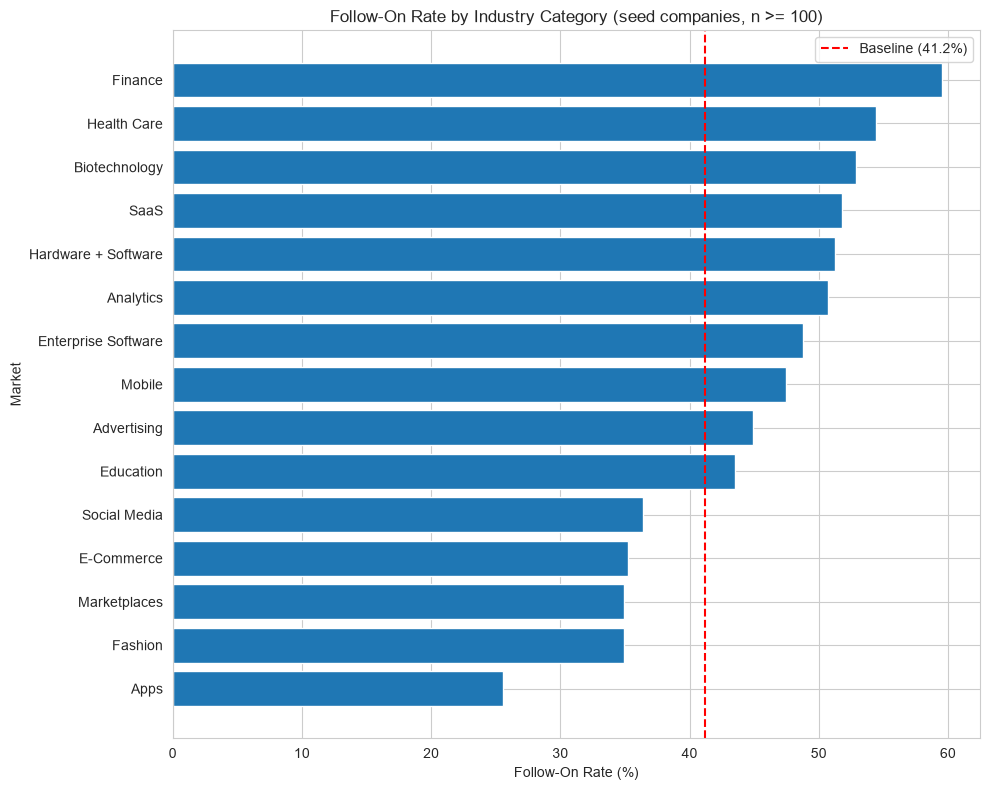 Follow-On Rate by Industry Category (seed companies, n >= 100)
Baseline (41.2%)
Finance
Health Care
Biotechnology
SaaS
Hardware + Software
Analytics
Enterprise Software
Mobile
Advertising
Education
Social Media
E-Commerce
Marketplaces
Fashion
Apps
Market
0 10 20 30 40 50 60
Follow-On Rate (%)